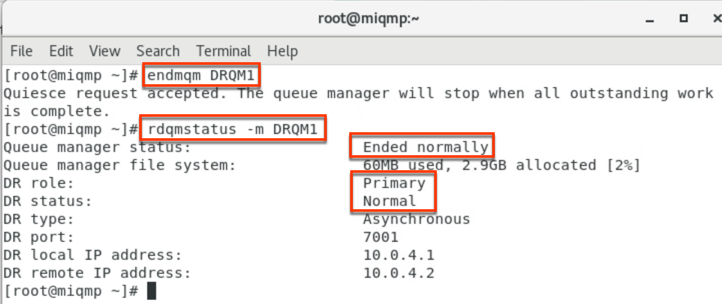 root@miqmp:~
File Edit View Search Terminal Help
[root@miqmp ~]# endmqm DRQM1
Quiesce request accepted. The queue manager will stop when all outstanding work
is complete.
[root@miqmp ~]# rdqmstatus -m DRQM1
Queue manager status: Ended normally
Queue manager file system: 60MB used, 2.9GB allocated [2%]
DR role: Primary
DR status: Normal
DR type: Asynchronous
DR port: 7001
DR local IP address: 10.0.4.1
DR remote IP address: 10.0.4.2
[root@miqmp ~]#